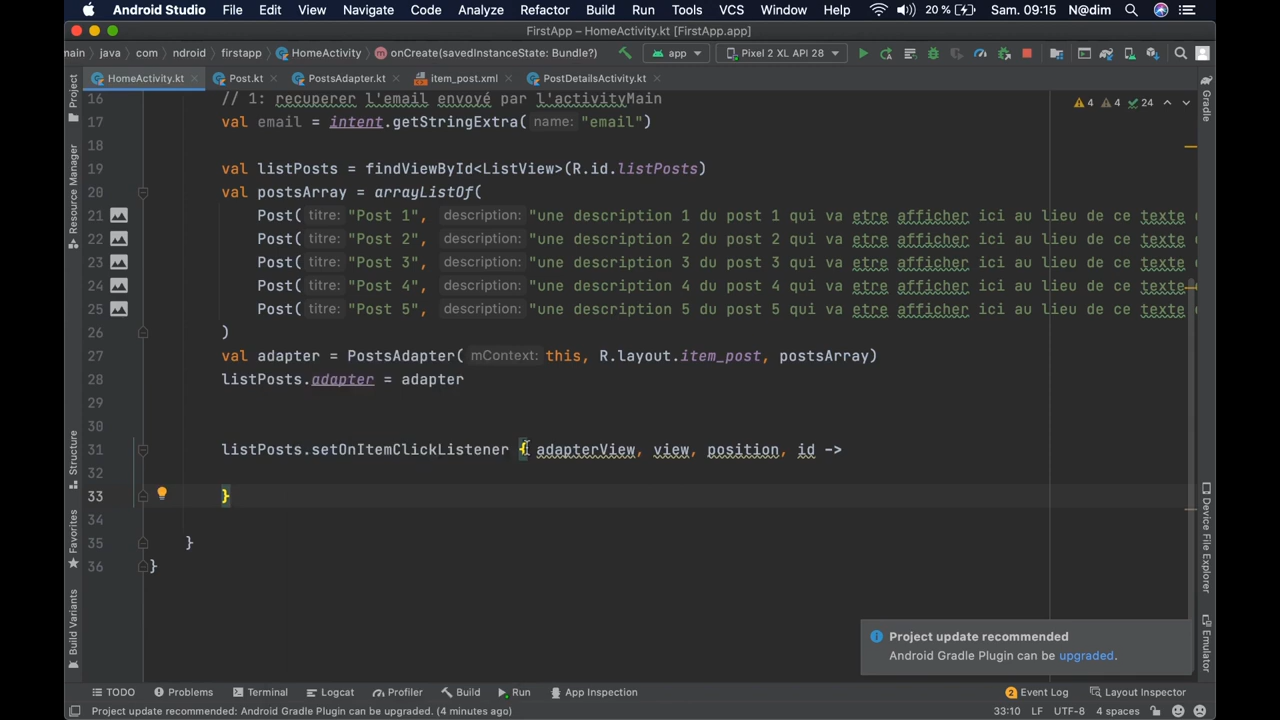 Android Studio File Edit View Navigate Code Analyze Refactor Build Run Tools VCS Window Help 20 % Sam. 09:15 N@dim
FirstApp – HomeActivity.kt [FirstApp.app]
main java com ndroid firstapp HomeActivity onCreate(savedInstanceState: Bundle?) app Pixel 2 XL API 28
HomeActivity.kt Post.kt PostsAdapter.kt item_post.xml PostDetailsActivity.kt
Project
Resource Manager
Structure
Favorites
Build Variants
Gradle
Device File Explorer
Emulator
4 4 24
16 // 1: recuperer l'email envoyé par l'activityMain
17 val email = intent.getStringExtra( name: "email")
18
19 val listPosts = findViewById<ListView>(R.id.listPosts)
20 val postsArray = arrayListOf(
21 Post( titre: "Post 1", description: "une description 1 du post 1 qui va etre afficher ici au lieu de ce texte
22 Post( titre: "Post 2", description: "une description 2 du post 2 qui va etre afficher ici au lieu de ce texte
23 Post( titre: "Post 3", description: "une description 3 du post 3 qui va etre afficher ici au lieu de ce texte
24 Post( titre: "Post 4", description: "une description 4 du post 4 qui va etre afficher ici au lieu de ce texte
25 Post( titre: "Post 5", description: "une description 5 du post 5 qui va etre afficher ici au lieu de ce texte
26 )
27 val adapter = PostsAdapter( mContext: this, R.layout.item_post, postsArray)
28 listPosts.adapter = adapter
29
30
31 listPosts.setOnItemClickListener { adapterView, view, position, id ->
32
33 }
34
35 }
36 }
Project update recommended
Android Gradle Plugin can be upgraded.
TODO Problems Terminal Logcat Profiler Build Run App Inspection 2 Event Log Layout Inspector
Project update recommended: Android Gradle Plugin can be upgraded. (4 minutes ago) 33:10 LF UTF-8 4 spaces